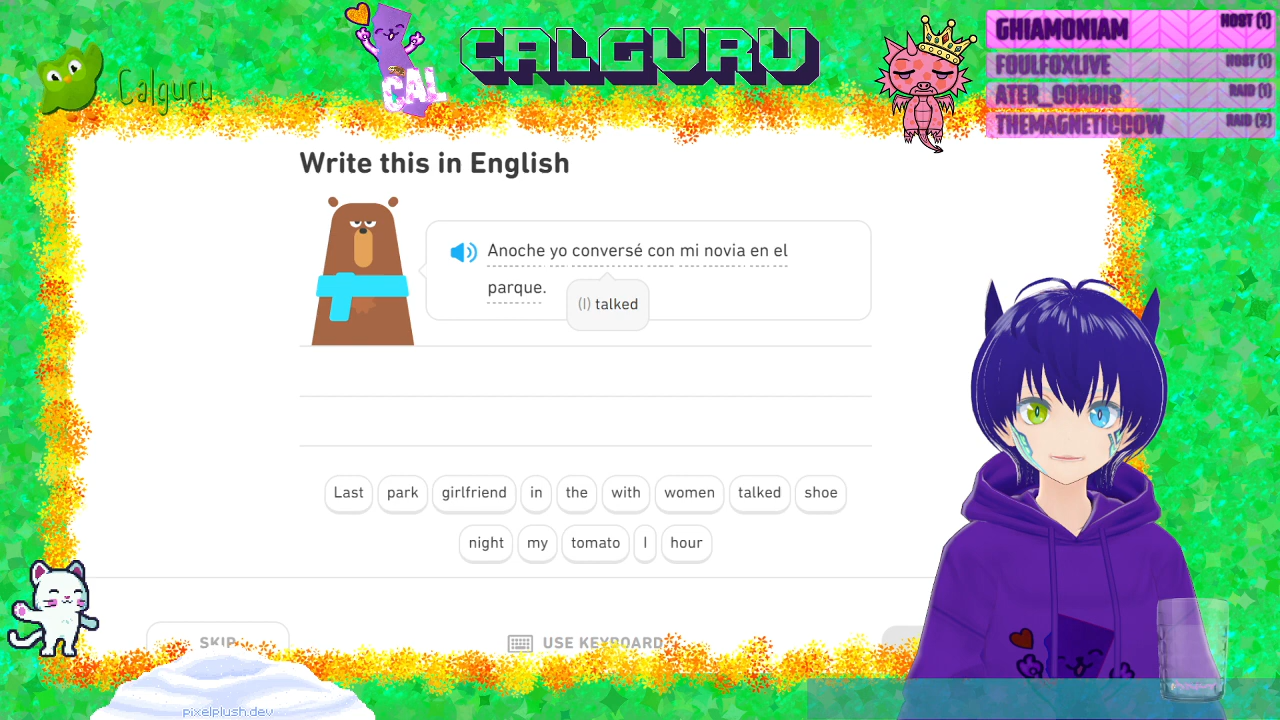 Calguru
CAL
CALGURU
GHIAMONIAM HOST (1)
FOULFOXLIVE HOST (1)
ATER_CORDIS RAID (1)
THEMAGNETICCOW RAID (2)
Write this in English
Anoche yo conversé con mi novia en el
parque.
(I) talked
Last park girlfriend in the with women talked shoe
night my tomato I hour
SKIP USE KEYBOARD
pixelplush.dev